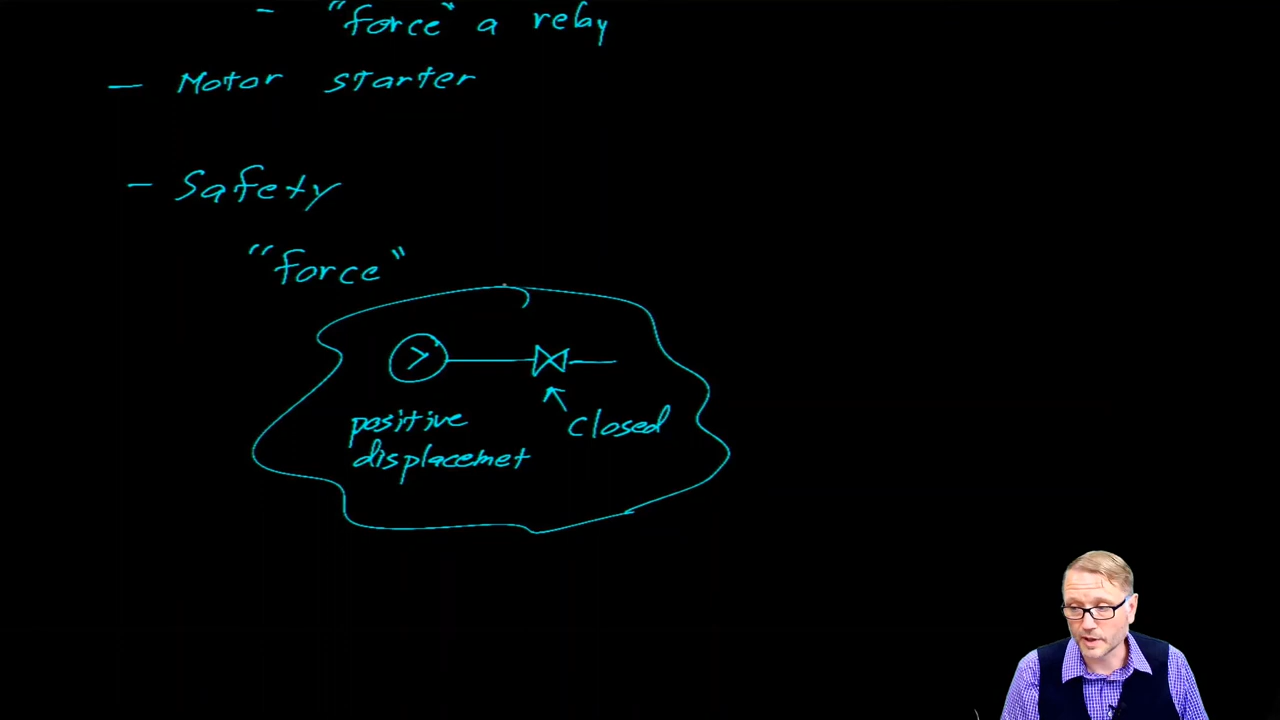 - "force" a relay
- Motor starter
- Safety
"force"
positive
displacemet
closed